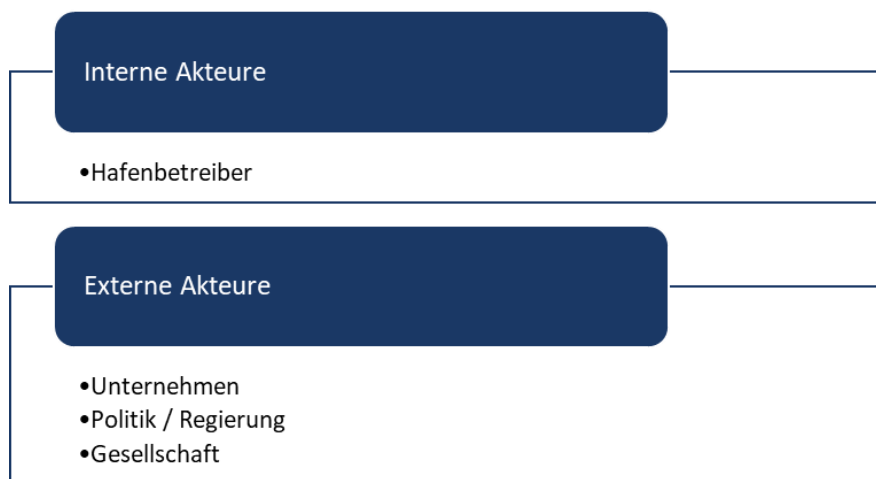 Interne Akteure
•Hafenbetreiber
Externe Akteure
•Unternehmen
•Politik / Regierung
•Gesellschaft